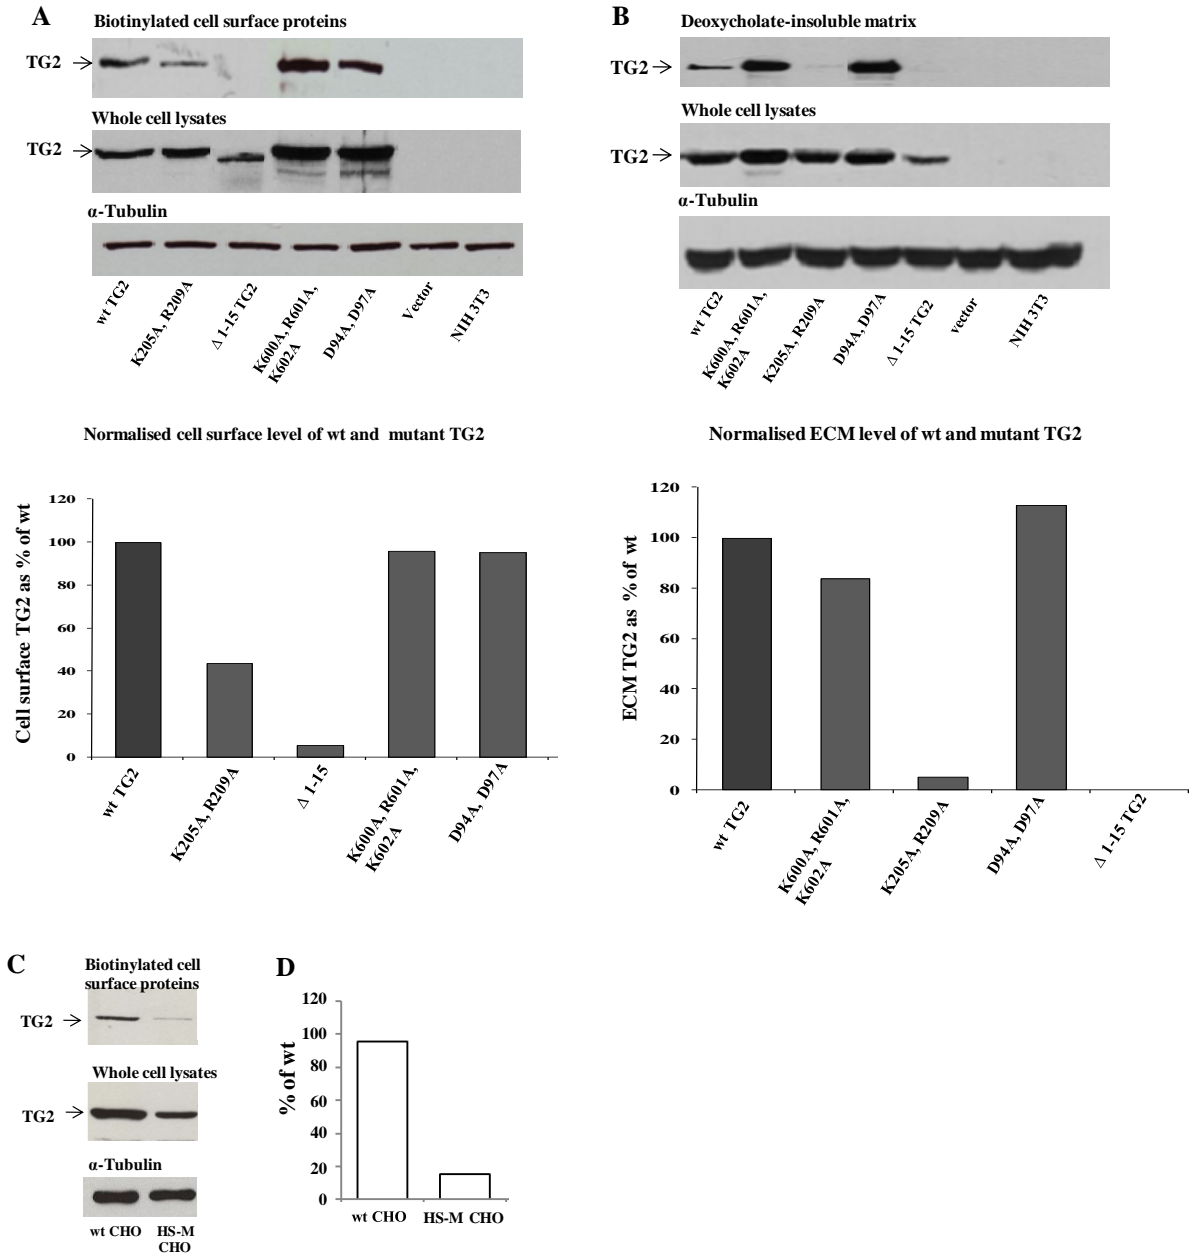 A
Biotinylated cell surface proteins
TG2
Whole cell lysates
TG2
α-Tubulin
wt TG2
K205A, R209A
Δ 1-15 TG2
K600A, R601A,
K602A
D94A, D97A
Vector
NIH 3T3
Normalised cell surface level of wt and mutant TG2
Cell surface TG2 as % of wt
120
100
80
60
40
20
0
wt TG2
K205A, R209A
Δ 1-15
K600A, R601A,
K602A
D94A, D97A
B
Deoxycholate-insoluble matrix
TG2
Whole cell lysates
TG2
α-Tubulin
wt TG2
K600A, R601A,
K602A
K205A, R209A
D94A, D97A
Δ 1-15 TG2
vector
NIH 3T3
Normalised ECM level of wt and mutant TG2
ECM TG2 as % of wt
120
100
80
60
40
20
0
wt TG2
K600A, R601A,
K602A
K205A, R209A
D94A, D97A
Δ 1-15 TG2
C
Biotinylated cell
surface proteins
TG2
Whole cell lysates
TG2
α-Tubulin
wt CHO
HS-M
CHO
D
% of wt
120
100
80
60
40
20
0
wt CHO
HS-M CHO